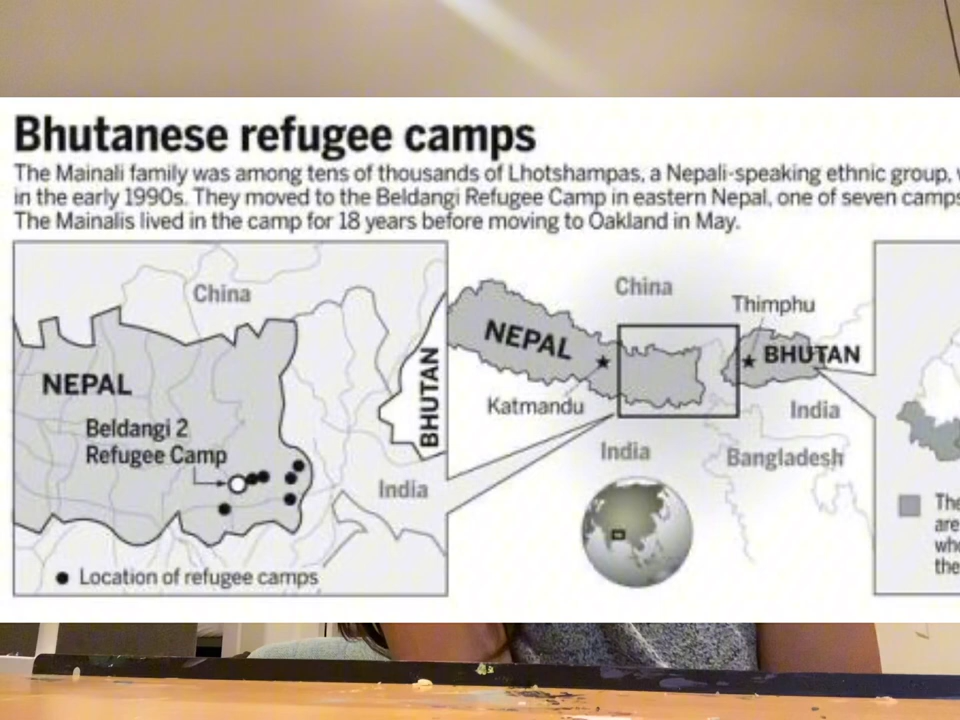 Bhutanese refugee camps
The Mainali family was among tens of thousands of Lhotshampas, a Nepali-speaking ethnic group,
in the early 1990s. They moved to the Beldangi Refugee Camp in eastern Nepal, one of seven camps
The Mainalis lived in the camp for 18 years before moving to Oakland in May.
China
NEPAL
Beldangi 2
Refugee Camp
BHUTAN
India
Location of refugee camps
China
Thimphu
NEPAL
BHUTAN
Katmandu
India
India
Bangladesh
The
are
who
the